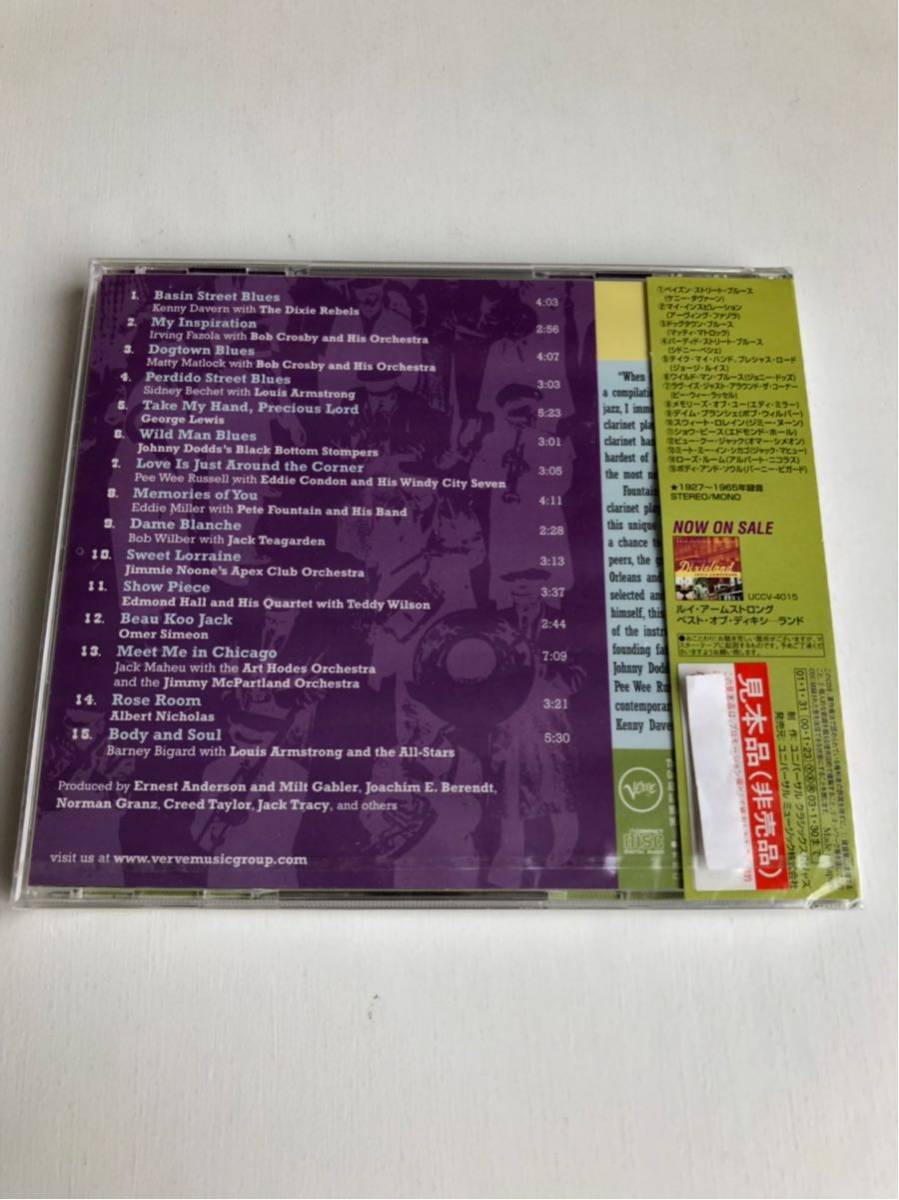 1. Basin Street Blues 4:03
Kenny Davern with The Dixie Rebels
2. My Inspiration 2:56
Irving Fazola with Bob Crosby and His Orchestra
3. Dogtown Blues 4:07
Matty Matlock with Bob Crosby and His Orchestra
4. Perdido Street Blues 3:03
Sidney Bechet with Louis Armstrong
5. Take My Hand, Precious Lord 5:23
George Lewis
6. Wild Man Blues 3:01
Johnny Dodds's Black Bottom Stompers
7. Love Is Just Around the Corner 3:05
Pee Wee Russell with Eddie Condon and His Windy City Seven
8. Memories of You 4:11
Eddie Miller with Pete Fountain and His Band
9. Dame Blanche 2:28
Bob Wilber with Jack Teagarden
10. Sweet Lorraine 3:13
Jimmie Noone's Apex Club Orchestra
11. Show Piece 3:37
Edmond Hall and His Quartet with Teddy Wilson
12. Beau Koo Jack 2:44
Omer Simeon
13. Meet Me in Chicago 7:09
Jack Maheu with the Art Hodes Orchestra
and the Jimmy McPartland Orchestra
14. Rose Room 3:21
Albert Nicholas
15. Body and Soul 5:30
Barney Bigard with Louis Armstrong and the All-Stars
Produced by Ernest Anderson and Milt Gabler, Joachim E. Berendt,
Norman Granz, Creed Taylor, Jack Tracy, and others
visit us at www.vervemusicgroup.com
"When
a compilati
jazz, I imm
clarinet pla
clarinet has
hardest of
the most n
Fountai
clarinet pla
this unique
a chance t
peers, the g
Orleans and
selected an
himself, this
of the instr
founding fa
Johnny Dodd
Pee Wee Ru
contemporar
Kenny Dave
VERVE
COMPACT
disc
DIGITAL AUDIO
①ベイズン・ストリート・ブルース
(ケニー・ダヴァーン)
②マイ・インスピレーション
(アーヴィング・ファゾラ)
③ドッグタウン・ブルース
(マッティ・マトロック)
④パーディド・ストリート・ブルース
(シドニー・ベシェ)
⑤テイク・マイ・ハンド、プレシャス・ロード
(ジョージ・ルイス)
⑥ワイルド・マン・ブルース(ジョニー・ドッズ)
⑦ラヴ・イズ・ジャスト・アラウンド・ザ・コーナー
(ピー・ウィー・ラッセル)
⑧メモリーズ・オブ・ユー(エディ・ミラー)
⑨デイム・ブランシェ(ボブ・ウィルバー)
⑩スウィート・ロレイン(ジミー・ヌーン)
⑪ショウ・ピース(エドモンド・ホール)
⑫ビュー・クー・ジャック(オマー・シメオン)
⑬ミート・ミー・イン・シカゴ(ジャック・マヒュー)
⑭ローズ・ルーム(アルバート・ニコラス)
⑮ボディ・アンド・ソウル(バーニー・ビガード)
★1927~1965年録音
STEREO/MONO
NOW ON SALE
Dixieland
UCCV-4015
ルイ・アームストロング
ベスト・オブ・ディキシーランド
見本品(非売品)